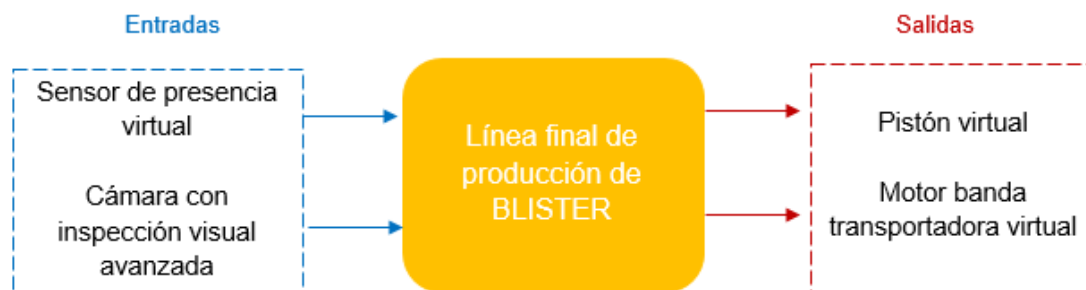 Entradas
Salidas
Sensor de presencia
virtual
Cámara con
inspección visual
avanzada
Línea final de
producción de
BLISTER
Pistón virtual
Motor banda
transportadora virtual